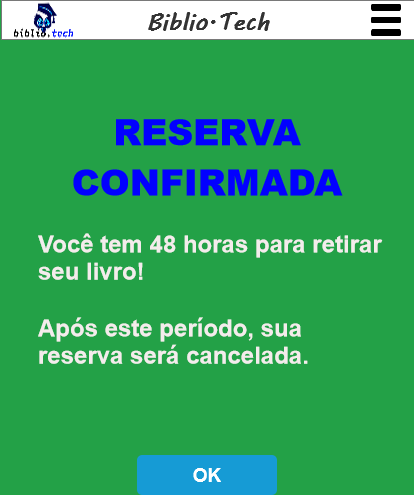 biblio.tech
Biblio·Tech
RESERVA
CONFIRMADA
Você tem 48 horas para retirar
seu livro!
Após este período, sua
reserva será cancelada.
OK